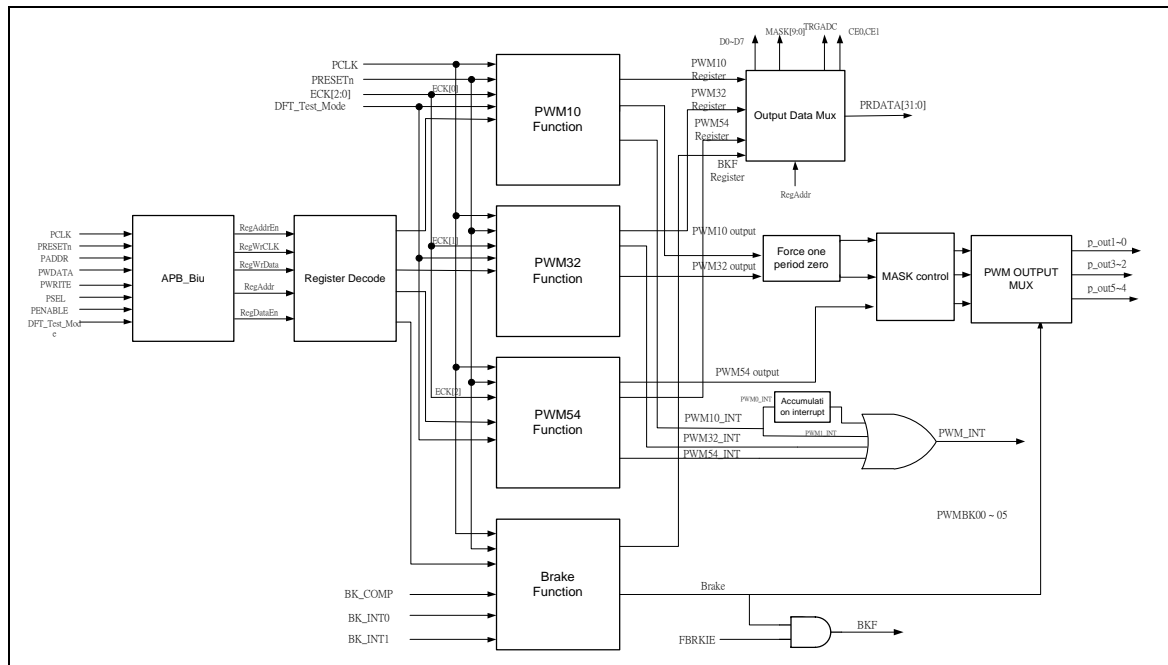 D0~D7
MASK[9:0]
TRGADC
CE0,CE1
PCLK
PRESETn
ECK[2:0]
DFT_Test_Mode
ECK[0]
PWM10
Function
PWM10
Register
PWM32
Register
PWM54
Register
BKF
Register
Output Data Mux
PRDATA[31:0]
RegAddr
PCLK
PRESETn
PADDR
PWDATA
PWRITE
PSEL
PENABLE
DFT_Test_Mod
e
APB_Biu
RegAddrEn
RegWrCLK
RegWrData
RegAddr
RegDataEn
Register Decode
ECK[1]
PWM32
Function
PWM10 output
PWM32 output
Force one
period zero
MASK control
PWM OUTPUT
MUX
p_out1~0
p_out3~2
p_out5~4
ECK[2]
PWM54
Function
PWM54 output
PWM0_INT
Accumulati
on interrupt
PWM10_INT
PWM1_INT
PWM32_INT
PWM54_INT
PWM_INT
PWMBK00 ~ 05
Brake
Function
BK_COMP
BK_INT0
BK_INT1
Brake
FBRKIE
BKF